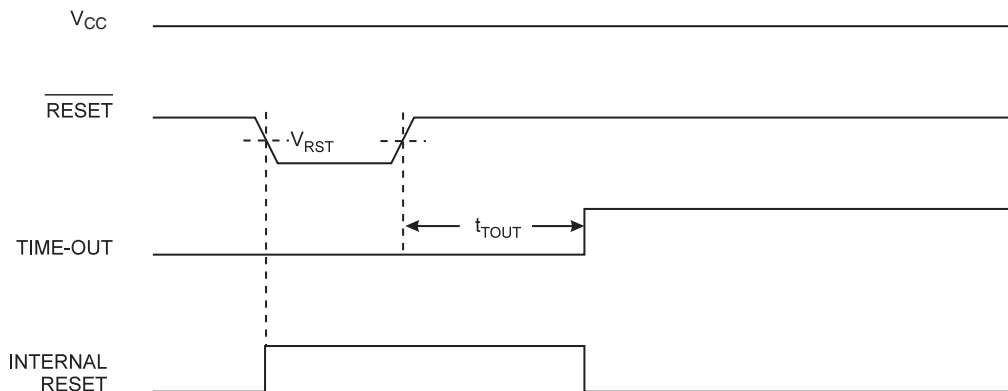 VCC
RESET
VRST
tTOUT
TIME-OUT
INTERNAL
RESET